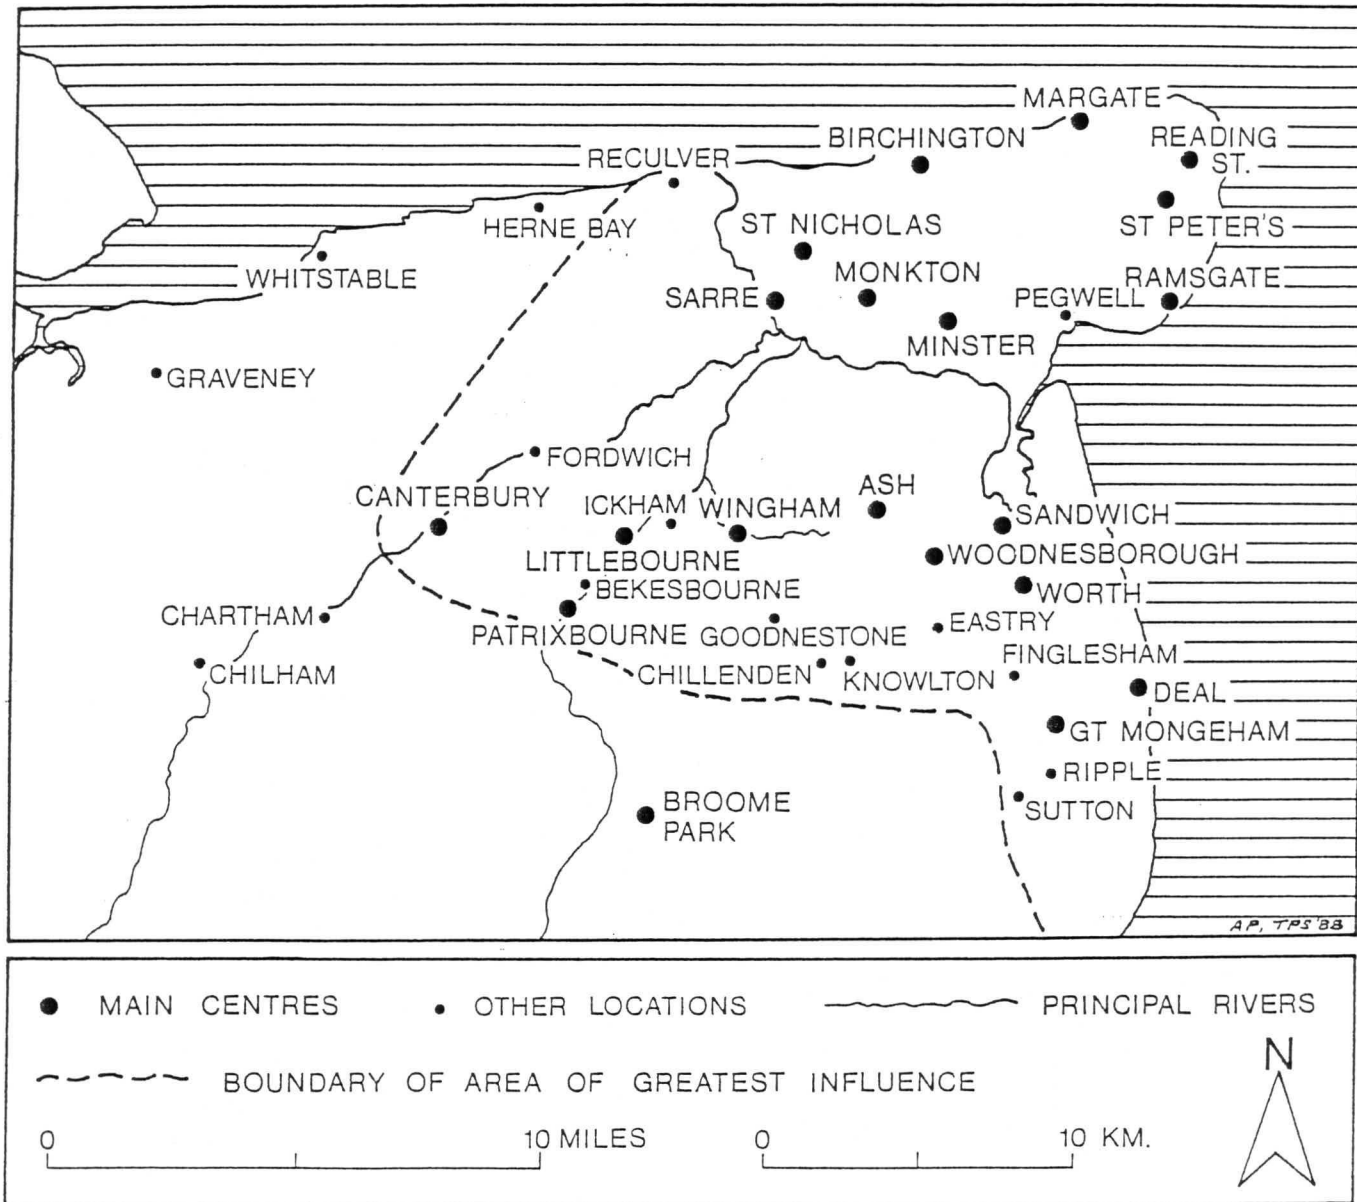 MARGATE
BIRCHINGTON
READING
ST.
RECULVER
HERNE BAY
ST NICHOLAS
ST PETER'S
WHITSTABLE
MONKTON
RAMSGATE
SARRE
PEGWELL
MINSTER
GRAVENEY
FORDWICH
CANTERBURY
ICKHAM
WINGHAM
ASH
SANDWICH
LITTLEBOURNE
WOODNESBOROUGH
BEKESBOURNE
WORTH
CHARTHAM
PATRIXBOURNE
GOODNESTONE
EASTRY
FINGLESHAM
CHILHAM
CHILLENDEN
KNOWLTON
DEAL
GT MONGEHAM
RIPPLE
BROOME
PARK
SUTTON
AP, TPS '88
MAIN CENTRES
OTHER LOCATIONS
PRINCIPAL RIVERS
BOUNDARY OF AREA OF GREATEST INFLUENCE
N
0 10 MILES
0 10 KM.